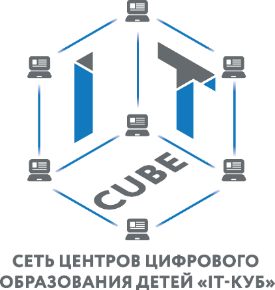 IT
CUBE
СЕТЬ ЦЕНТРОВ ЦИФРОВОГО
ОБРАЗОВАНИЯ ДЕТЕЙ «IT-КУБ»